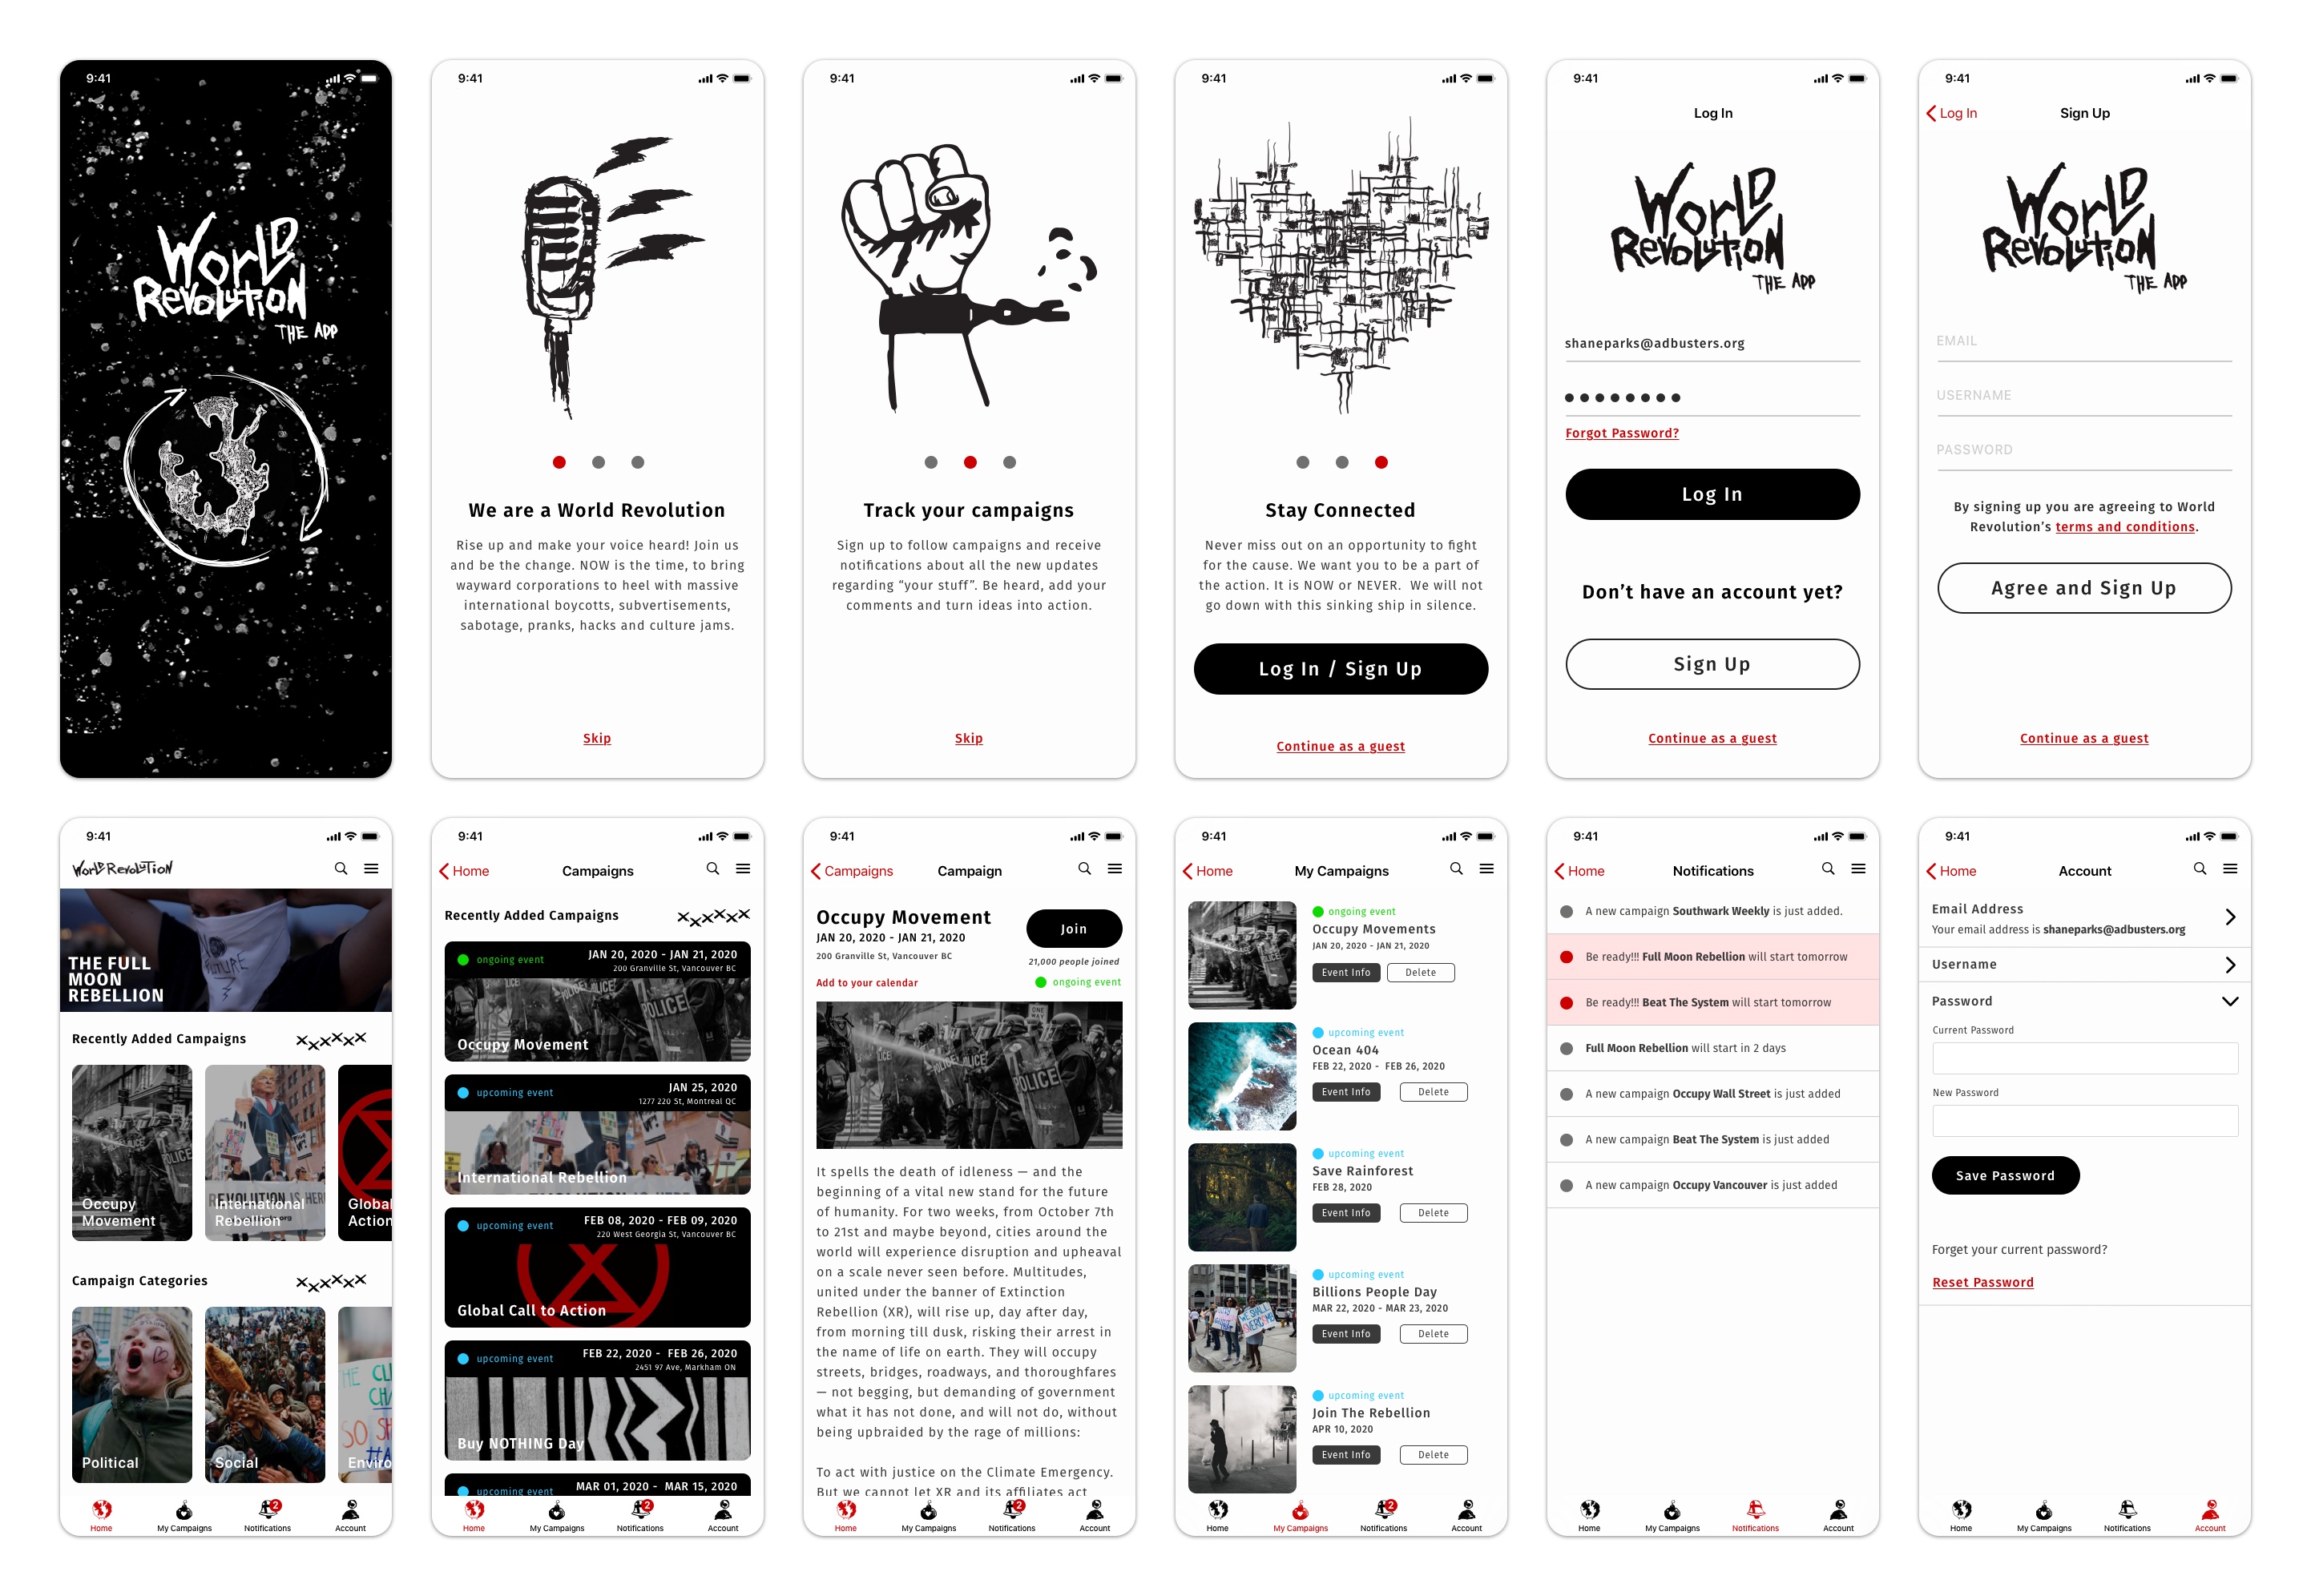 9:41
WORLD
REVOLUTION
THE APP
9:41
We are a World Revolution
Rise up and make your voice heard! Join us
and be the change. NOW is the time, to bring
wayward corporations to heel with massive
international boycotts, subvertisements,
sabotage, pranks, hacks and culture jams.
Skip
9:41
Track your campaigns
Sign up to follow campaigns and receive
notifications about all the new updates
regarding “your stuff”. Be heard, add your
comments and turn ideas into action.
Skip
9:41
Stay Connected
Never miss out on an opportunity to fight
for the cause. We want you to be a part of
the action. It is NOW or NEVER. We will not
go down with this sinking ship in silence.
Log In / Sign Up
Continue as a guest
9:41
Log In
WORLD
REVOLUTION
THE APP
shaneparks@adbusters.org
Forgot Password?
Log In
Don’t have an account yet?
Sign Up
Continue as a guest
9:41
Log In
Sign Up
WORLD
REVOLUTION
THE APP
EMAIL
USERNAME
PASSWORD
By signing up you are agreeing to World
Revolution’s terms and conditions.
Agree and Sign Up
Continue as a guest
9:41
WORLD REVOLUTION
FUTURE
THE FULL
MOON
REBELLION
Recently Added Campaigns
POLICE
Occupy
Movement
REVOLUTION IS HERE
International
Rebellion
Global
Action
Campaign Categories
Political
Social
HE CL
CHA
SO SH
Enviro
Home
My Campaigns
2
Notifications
Account
9:41
Home
Campaigns
Recently Added Campaigns
ongoing event
JAN 20, 2020 - JAN 21, 2020
200 Granville St, Vancouver BC
POLICE
POLICE
Occupy Movement
upcoming event
JAN 25, 2020
1277 220 St, Montreal QC
International Rebellion
upcoming event
FEB 08, 2020 - FEB 09, 2020
220 West Georgia St, Vancouver BC
Global Call to Action
upcoming event
FEB 22, 2020 - FEB 26, 2020
2451 97 Ave, Markham ON
Buy NOTHING Day
upcoming event
MAR 01, 2020 - MAR 15, 2020
Home
My Campaigns
2
Notifications
Account
9:41
Campaigns
Campaign
Occupy Movement
JAN 20, 2020 - JAN 21, 2020
200 Granville St, Vancouver BC
Add to your calendar
Join
21,000 people joined
ongoing event
ONE
WAY
POLICE
POLICE
It spells the death of idleness — and the
beginning of a vital new stand for the future
of humanity. For two weeks, from October 7th
to 21st and maybe beyond, cities around the
world will experience disruption and upheaval
on a scale never seen before. Multitudes,
united under the banner of Extinction
Rebellion (XR), will rise up, day after day,
from morning till dusk, risking their arrest in
the name of life on earth. They will occupy
streets, bridges, roadways, and thoroughfares
— not begging, but demanding of government
what it has not done, and will not do, without
being upbraided by the rage of millions:
To act with justice on the Climate Emergency.
But we cannot let XR and its affiliates act
Home
My Campaigns
2
Notifications
Account
9:41
Home
My Campaigns
ongoing event
Occupy Movements
JAN 20, 2020 - JAN 21, 2020
Event Info
Delete
upcoming event
Ocean 404
FEB 22, 2020 - FEB 26, 2020
Event Info
Delete
upcoming event
Save Rainforest
FEB 28, 2020
Event Info
Delete
upcoming event
Billions People Day
MAR 22, 2020 - MAR 23, 2020
Event Info
Delete
upcoming event
Join The Rebellion
APR 10, 2020
Event Info
Delete
Home
My Campaigns
2
Notifications
Account
9:41
Home
Notifications
A new campaign Southwark Weekly is just added.
Be ready!!! Full Moon Rebellion will start tomorrow
Be ready!!! Beat The System will start tomorrow
Full Moon Rebellion will start in 2 days
A new campaign Occupy Wall Street is just added
A new campaign Beat The System is just added
A new campaign Occupy Vancouver is just added
Home
My Campaigns
Notifications
Account
9:41
Home
Account
Email Address
Your email address is shaneparks@adbusters.org
Username
Password
Current Password
New Password
Save Password
Forget your current password?
Reset Password
Home
My Campaigns
Notifications
Account